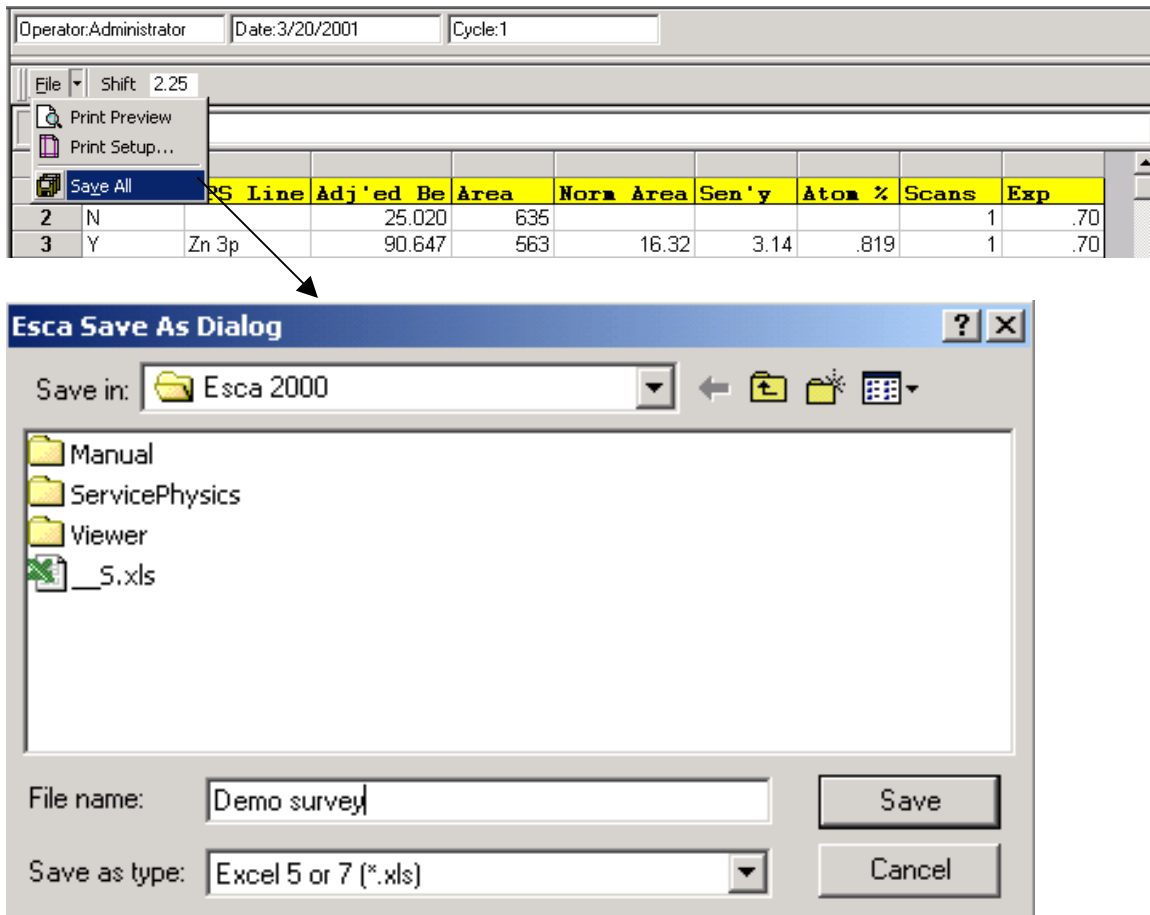 Operator:Administrator Date:3/20/2001 Cycle:1
File Shift 2.25
Print Preview
Print Setup...
Save All
PS Line Adj'ed Be Area Norm Area Sen'y Atom % Scans Exp
2 N 25.020 635 1 .70
3 Y Zn 3p 90.647 563 16.32 3.14 .819 1 .70
Esca Save As Dialog
Save in: Esca 2000
Manual
ServicePhysics
Viewer
__S.xls
File name: Demo survey Save
Save as type: Excel 5 or 7 (*.xls) Cancel